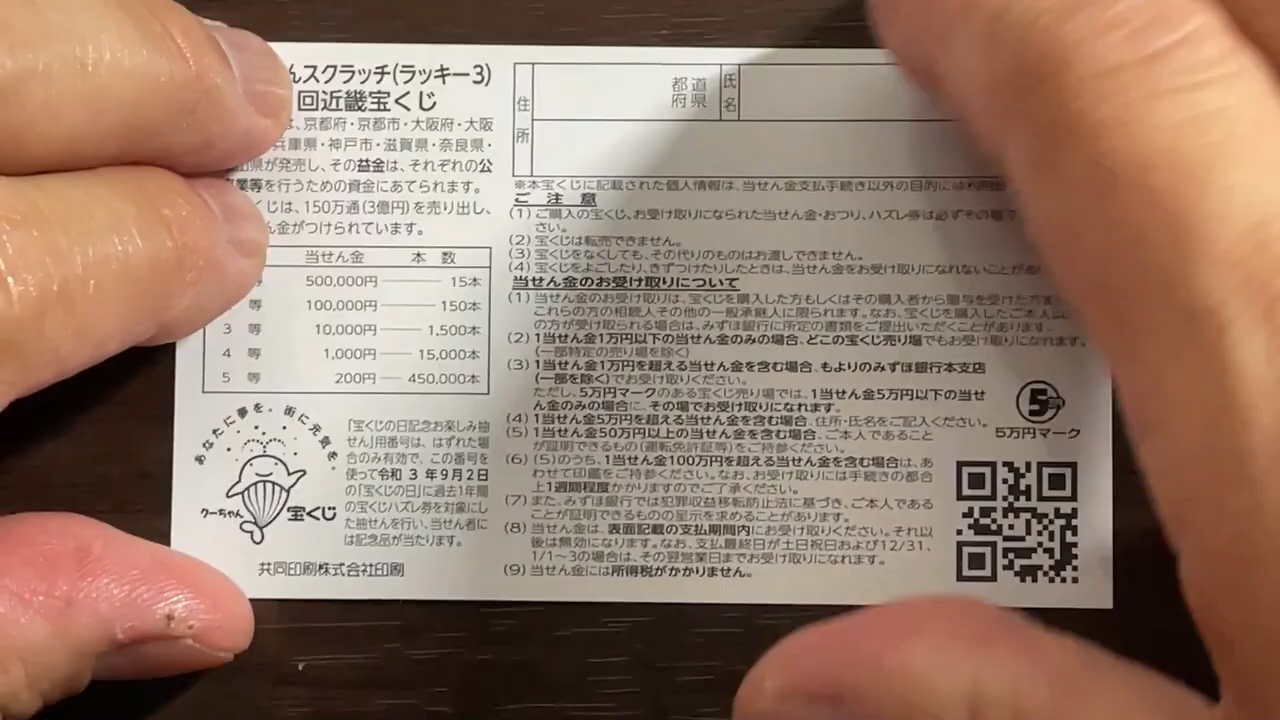 んスクラッチ(ラッキー3)
回近畿宝くじ
は、京都府・京都市・大阪府・大阪
兵庫県・神戸市・滋賀県・奈良県・
県が発売し、その益金は、それぞれの公
業等を行うための資金にあてられます。
くじは、150万通(3億円)を売り出し、
ん金がつけられています。
当せん金 本数
等 500,000円 15本
等 100,000円 150本
3 等 10,000円 1,500本
4 等 1,000円 15,000本
5 等 200円 450,000本
あなたに夢を。街に元気を。
クーちゃん 宝くじ
「宝くじの日記念お楽しみ抽
せん」用番号は、はずれた場
合のみ有効で、この番号を
使って令和3年9月2日
の「宝くじの日」に過去1年間
の宝くじハズレ券を対象にし
た抽せんを行い、当せん者に
は記念品が当たります。
共同印刷株式会社印刷
住所
都道府県
氏名
※本宝くじに記載された個人情報は、当せん金支払手続き以外の目的には
ご注意
(1) ご購入の宝くじ、お受け取りになられた当せん金・おつり、ハズレ券は必ずその場で
さい。
(2) 宝くじは転売できません。
(3) 宝くじをなくしても、その代りのものはお渡しできません。
(4) 宝くじをよごしたり、きずつけたりしたときは、当せん金をお受け取りになれないことが
当せん金のお受け取りについて
(1) 当せん金のお受け取りは、宝くじを購入した方もしくはその購入者から贈与を受けた方
これらの方の相続人その他の一般承継人に限られます。なお、宝くじを購入したご本人以
の方が受け取られる場合は、みずほ銀行に所定の書類をご提出いただくことがあります。
(2) 1当せん金1万円以下の当せん金のみの場合、どこの宝くじ売り場でもお受け取りになれます。
(一部特定の売り場を除く)
(3) 1当せん金1万円を超える当せん金を含む場合、もよりのみずほ銀行本支店
(一部を除く)でお受け取りください。
ただし、5万円マークのある宝くじ売り場では、1当せん金5万円以下の当せ
ん金のみの場合に、その場でお受け取りになれます。
(4) 1当せん金5万円を超える当せん金を含む場合、住所・氏名をご記入ください。
(5) 1当せん金50万円以上の当せん金を含む場合、ご本人であること
が証明できるもの(運転免許証等)をご持参ください。
(6) (5)のうち、1当せん金100万円を超える当せん金を含む場合は、あ
わせて印鑑をご持参ください。なお、お受け取りには手続きの都合
上1週間程度かかりますのでご了承ください。
(7) また、みずほ銀行では犯罪収益移転防止法に基づき、ご本人である
ことが証明できるものの呈示を求めることがあります。
(8) 当せん金は、表面記載の支払期間内にお受け取りください。それ以
後は無効になります。なお、支払最終日が土日祝日および12/31、
1/1~3の場合は、その翌営業日までお受け取りになれます。
(9) 当せん金には所得税がかかりません。
5万円マーク